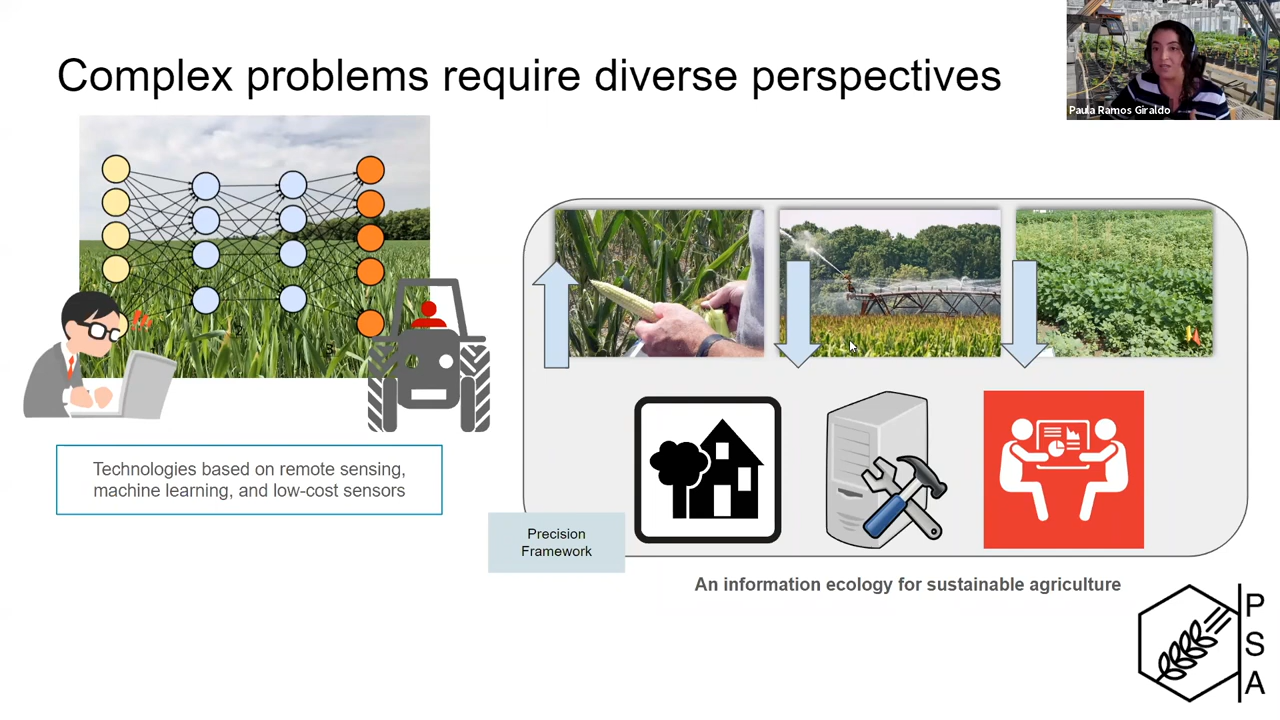 Complex problems require diverse perspectives
Paula Ramos Giraldo
Technologies based on remote sensing,
machine learning, and low-cost sensors
Precision
Framework
An information ecology for sustainable agriculture
P
S
A